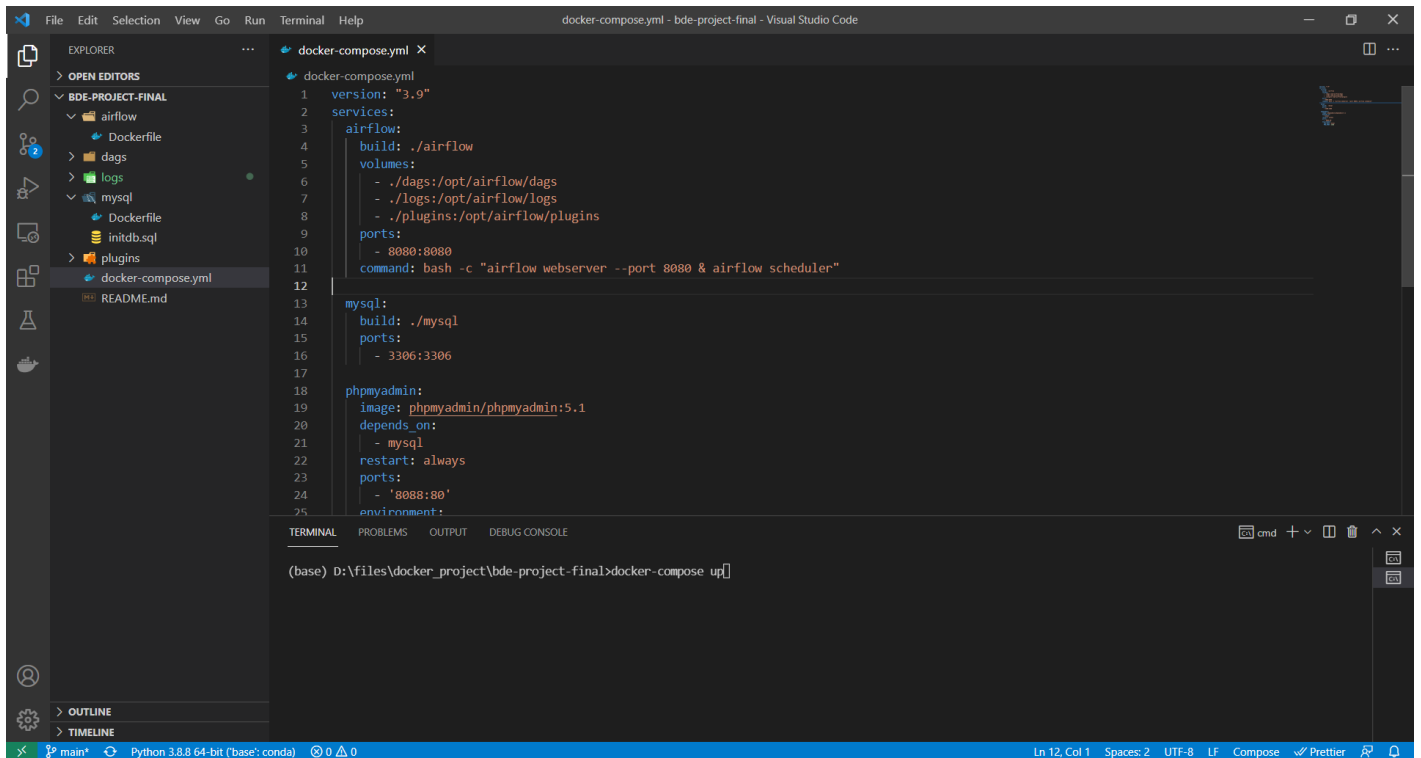 File Edit Selection View Go Run Terminal Help
docker-compose.yml - bde-project-final - Visual Studio Code
EXPLORER
OPEN EDITORS
BDE-PROJECT-FINAL
airflow
Dockerfile
dags
logs
mysql
Dockerfile
initdb.sql
plugins
docker-compose.yml
README.md
OUTLINE
TIMELINE
2
docker-compose.yml
docker-compose.yml
1 version: "3.9"
2 services:
3   airflow:
4     build: ./airflow
5     volumes:
6       - ./dags:/opt/airflow/dags
7       - ./logs:/opt/airflow/logs
8       - ./plugins:/opt/airflow/plugins
9     ports:
10       - 8080:8080
11     command: bash -c "airflow webserver --port 8080 & airflow scheduler"
12
13   mysql:
14     build: ./mysql
15     ports:
16       - 3306:3306
17
18   phpmyadmin:
19     image: phpmyadmin/phpmyadmin:5.1
20     depends_on:
21       - mysql
22     restart: always
23     ports:
24       - '8088:80'
25     environment:
TERMINAL PROBLEMS OUTPUT DEBUG CONSOLE
cmd
(base) D:\files\docker_project\bde-project-final>docker-compose up
main* Python 3.8.8 64-bit ('base': conda) 0 0
Ln 12, Col 1 Spaces: 2 UTF-8 LF Compose Prettier